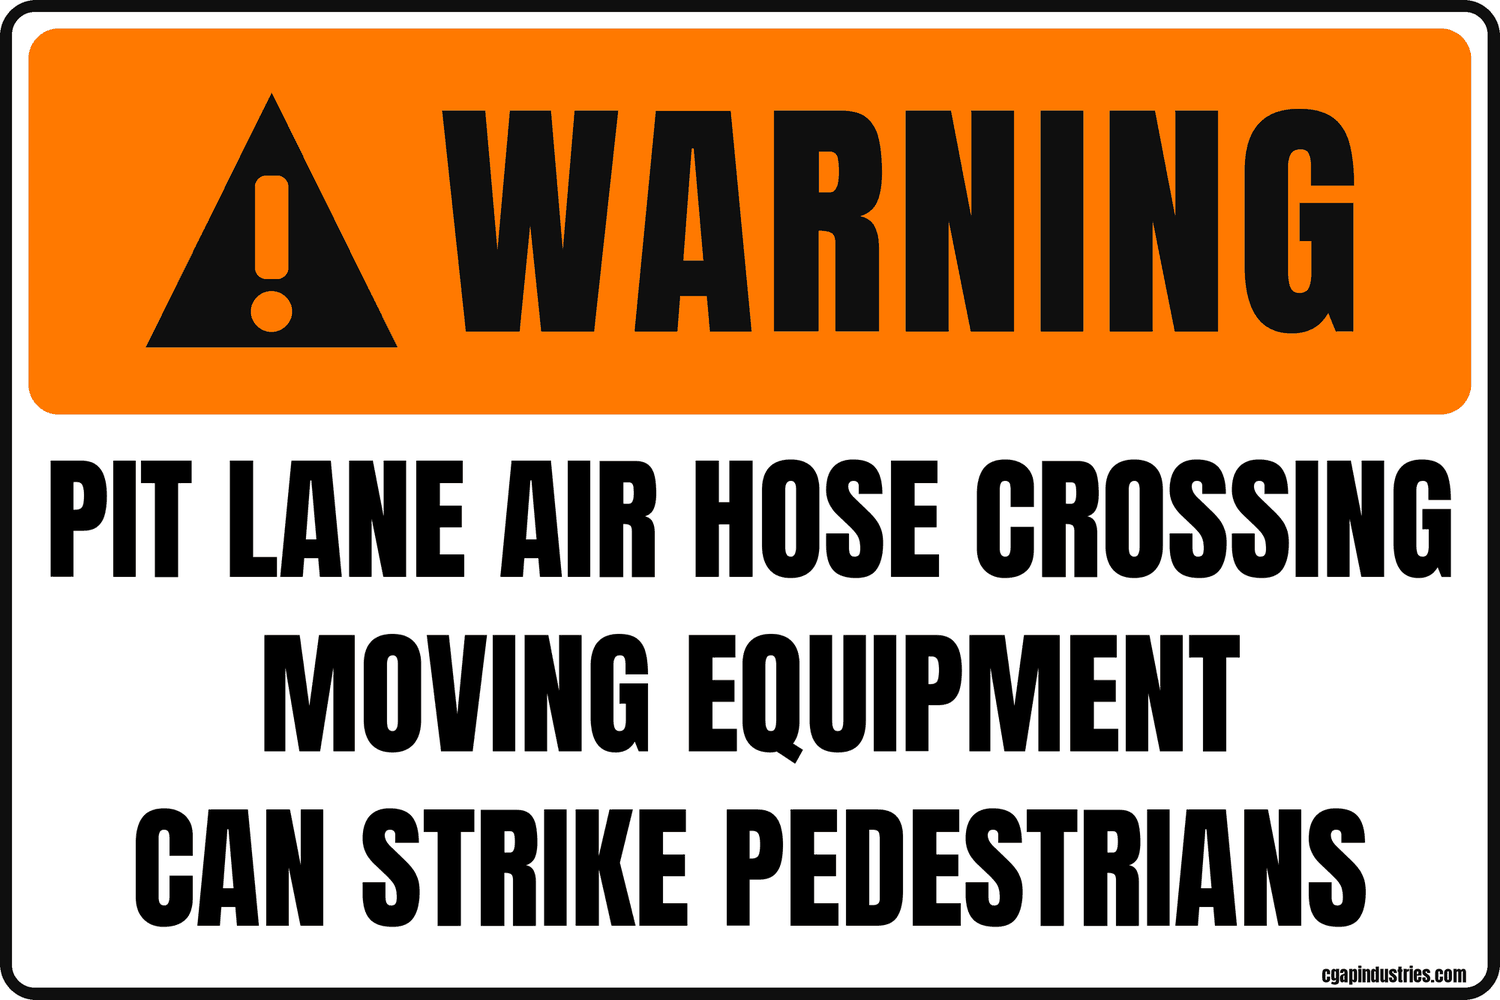 WARNING
PIT LANE AIR HOSE CROSSING
MOVING EQUIPMENT
CAN STRIKE PEDESTRIANS
cgapindustries.com